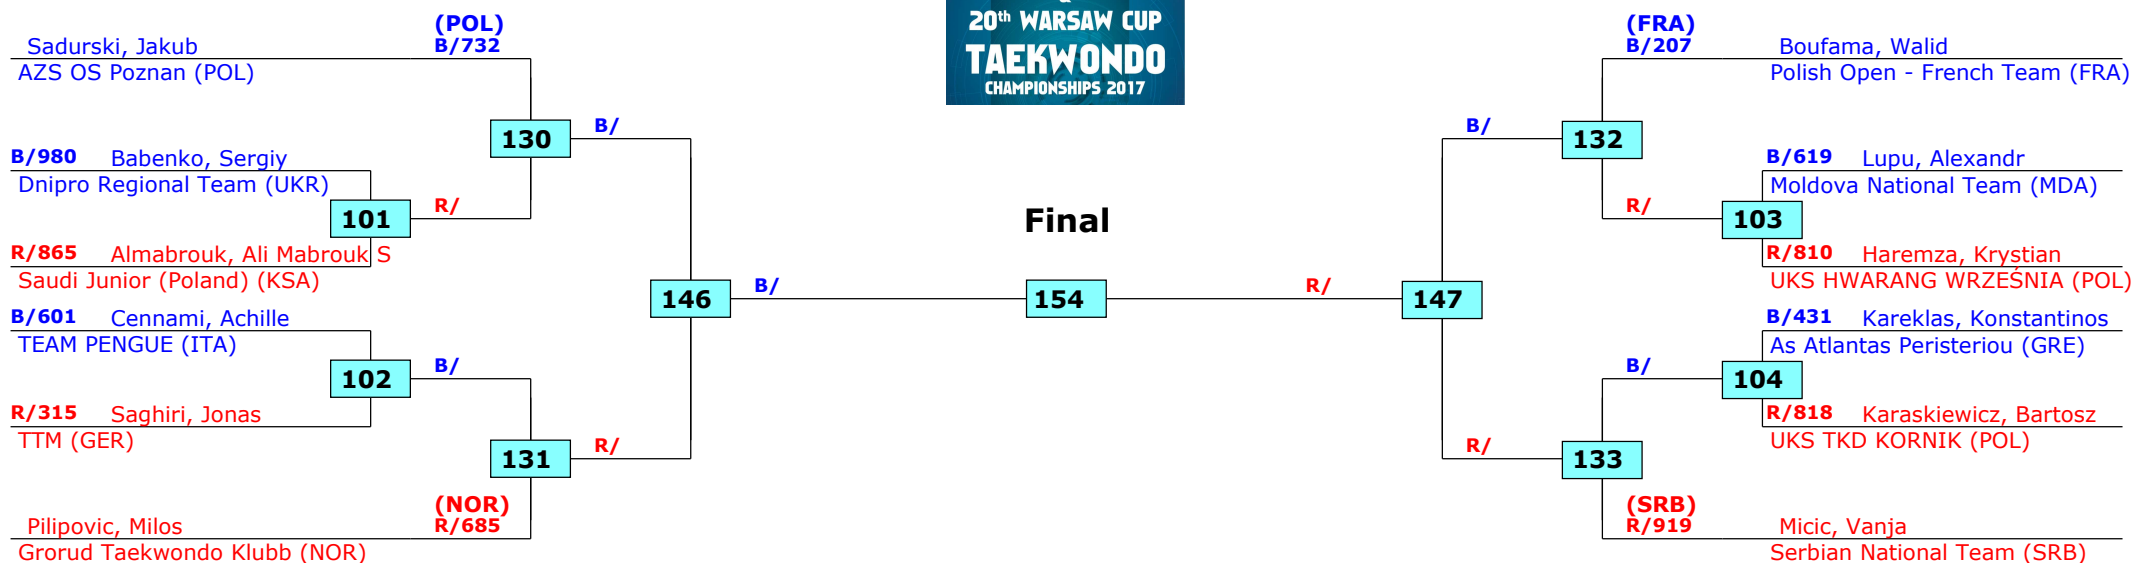 20th WARSAW CUP
TAEKWONDO
CHAMPIONSHIPS 2017
(POL)
Sadurski, Jakub B/732
AZS OS Poznan (POL)
130
B/
B/980 Babenko, Sergiy
Dnipro Regional Team (UKR)
101
R/
R/865 Almabrouk, Ali Mabrouk S
Saudi Junior (Poland) (KSA)
146
B/
B/601 Cennami, Achille
TEAM PENGUE (ITA)
102
B/
R/315 Saghiri, Jonas
TTM (GER)
131
R/
(NOR)
Pilipovic, Milos R/685
Grorud Taekwondo Klubb (NOR)
Final
154
(FRA)
B/207 Boufama, Walid
Polish Open - French Team (FRA)
B/
132
B/619 Lupu, Alexandr
Moldova National Team (MDA)
R/
103
R/810 Haremza, Krystian
UKS HWARANG WRZEŚNIA (POL)
R/
147
B/431 Kareklas, Konstantinos
As Atlantas Peristeriou (GRE)
B/
104
R/818 Karaskiewicz, Bartosz
UKS TKD KORNIK (POL)
R/
133
(SRB)
R/919 Micic, Vanja
Serbian National Team (SRB)